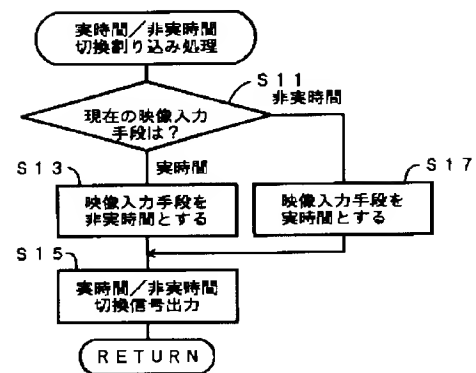 実時間／非実時間
切換割り込み処理
S11
現在の映像入力
手段は？
非実時間
実時間
S13
映像入力手段を
非実時間とする
S17
映像入力手段を
実時間とする
S15
実時間／非実時間
切換信号出力
RETURN